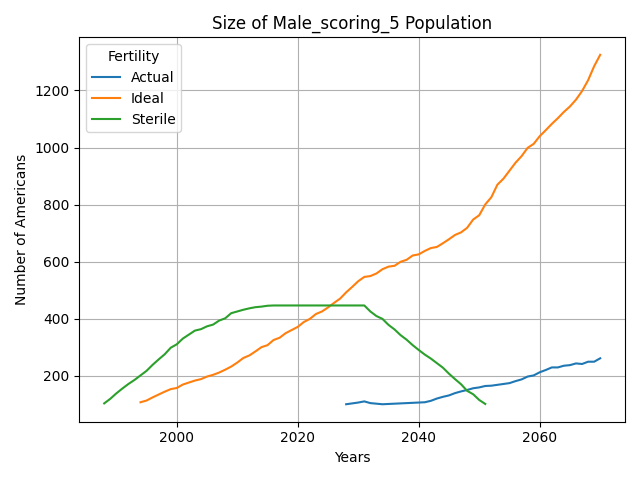 Size of Male_scoring_5 Population
Fertility
Actual
Ideal
Sterile
Number of Americans
1200
1000
800
600
400
200
2000
2020
2040
2060
Years